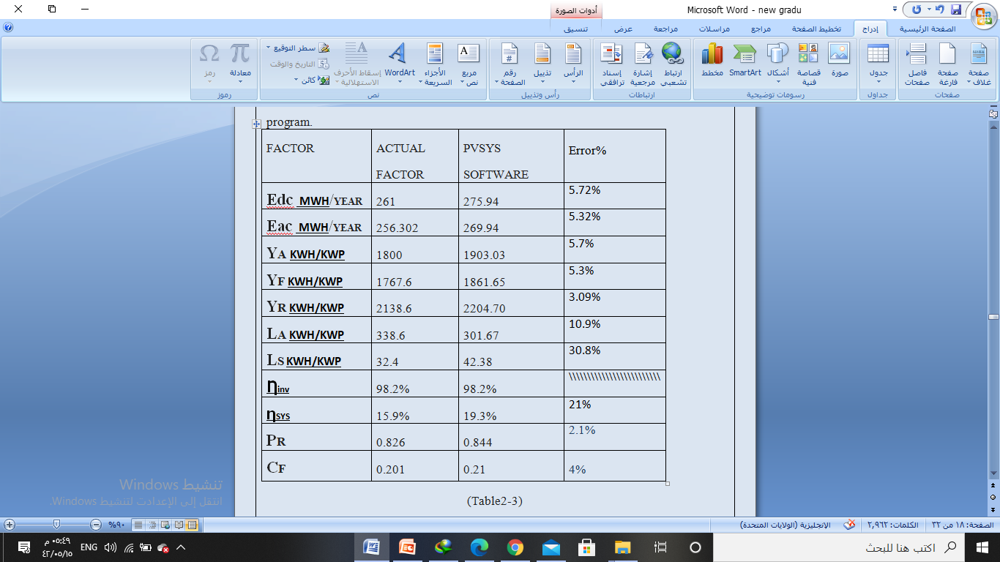 Microsoft Word - new gradu
أدوات الصورة
الصفحة الرئيسية إدراج تخطيط الصفحة مراجع مراسلات مراجعة عرض تنسيق
صفحة غلاف
صفحة فارغة
فاصل صفحات
جدول
صورة
قصاصة فنية
أشكال
SmartArt
مخطط
ارتباط تشعبي
إشارة مرجعية
إسناد ترافقي
الرأس
تذييل
رقم الصفحة
مربع نص
الأجزاء السريعة
WordArt
إسقاط الأحرف الاستهلالية
سطر التوقيع
التاريخ والوقت
كائن
معادلة
رمز
صفحات جداول رسومات توضيحية ارتباطات رأس وتذييل نص رموز
program.
FACTOR ACTUAL FACTOR PVSYS SOFTWARE Error%
Edc MWH/YEAR 261 275.94 5.72%
Eac MWH/YEAR 256.302 269.94 5.32%
YA KWH/KWP 1800 1903.03 5.7%
YF KWH/KWP 1767.6 1861.65 5.3%
YR KWH/KWP 2138.6 2204.70 3.09%
LA KWH/KWP 338.6 301.67 10.9%
LS KWH/KWP 32.4 42.38 30.8%
ηinv 98.2% 98.2% \\\\\\\\\\\\\\\\\\\\\\\\
ηSYS 15.9% 19.3% 21%
PR 0.826 0.844 2.1%
CF 0.201 0.21 4%
(Table2-3)
تنشيط Windows
انتقل إلى الإعدادت لتنشيط Windows.
الصفحة: ١٨ من ٣٢ الكلمات: ٢,٩٦٢ الإنجليزية (الولايات المتحدة) ٩٠%
اكتب هنا للبحث
ENG
٠٥:٤٩ م
٤٢/٠٥/١٥